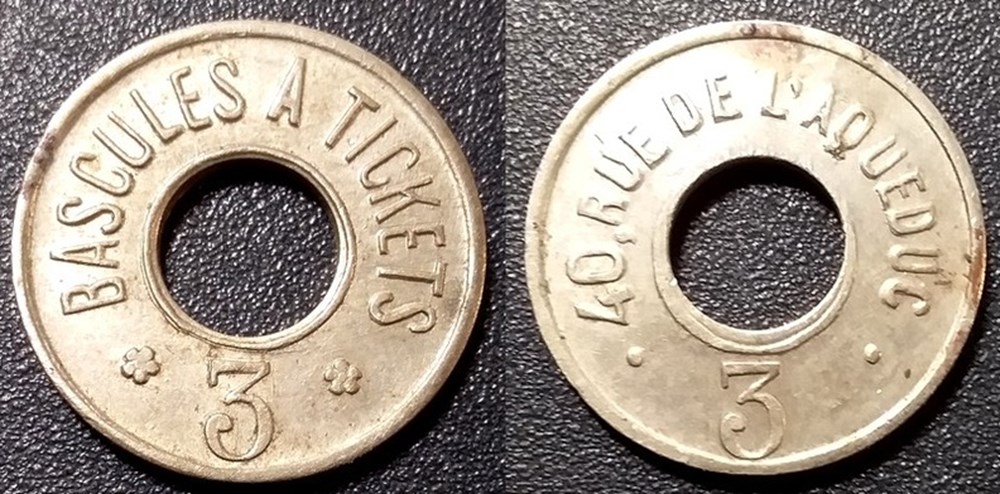 BASCULES A TICKETS
3
40, RUE DE L'AQUEDUC
3